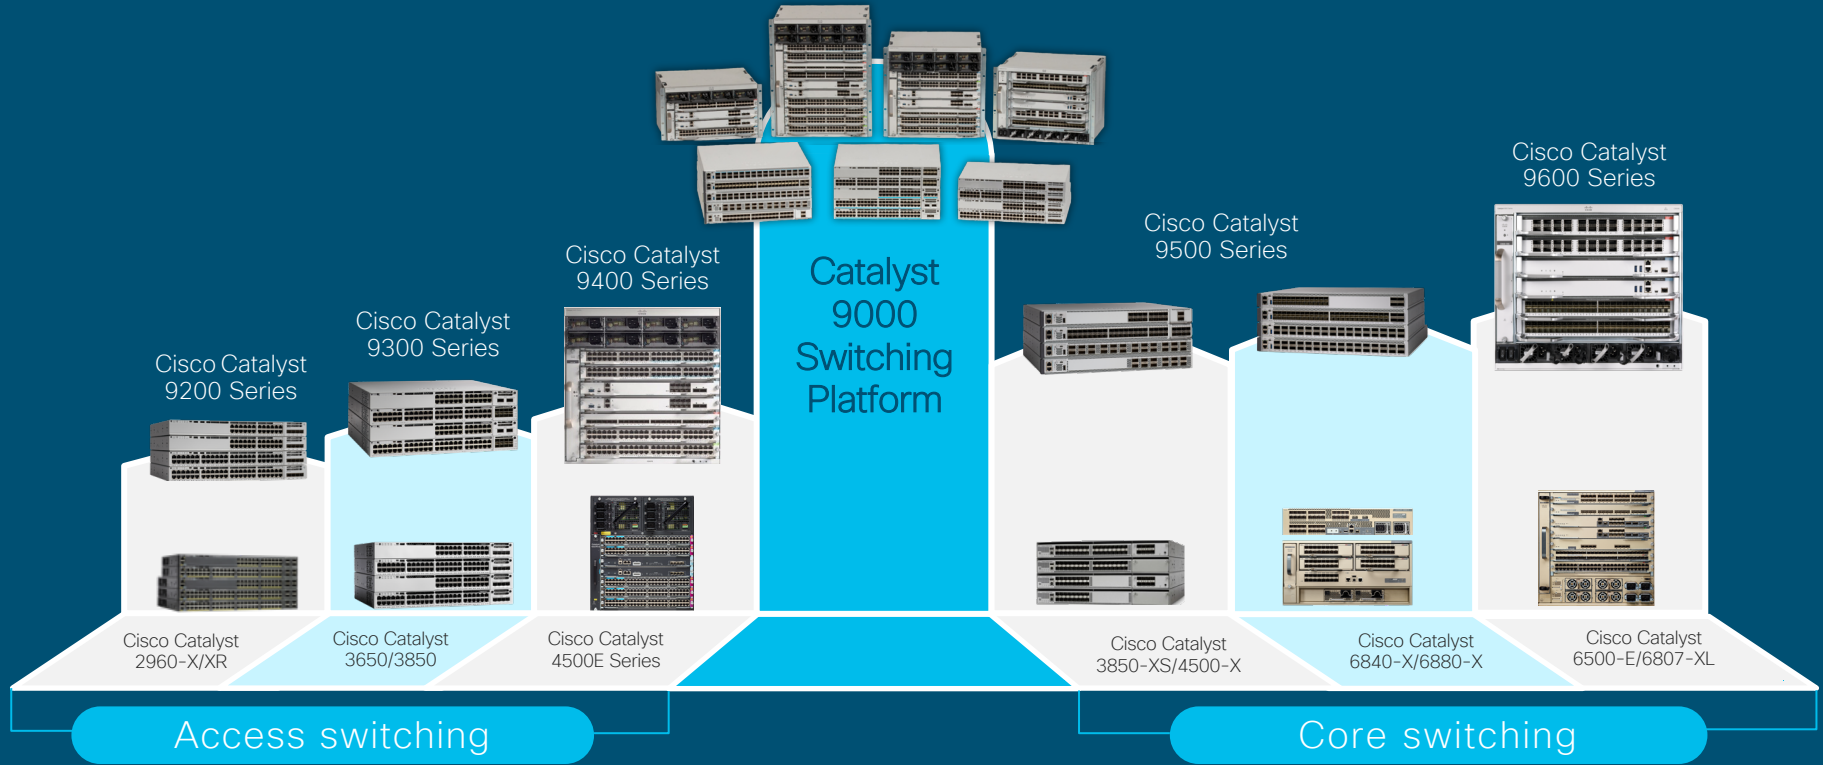 Cisco Catalyst
9600 Series
Cisco Catalyst
9500 Series
Cisco Catalyst
9400 Series
Catalyst
9000
Switching
Platform
Cisco Catalyst
9300 Series
Cisco Catalyst
9200 Series
Cisco Catalyst
2960-X/XR
Cisco Catalyst
3650/3850
Cisco Catalyst
4500E Series
Cisco Catalyst
3850-XS/4500-X
Cisco Catalyst
6840-X/6880-X
Cisco Catalyst
6500-E/6807-XL
Access switching
Core switching